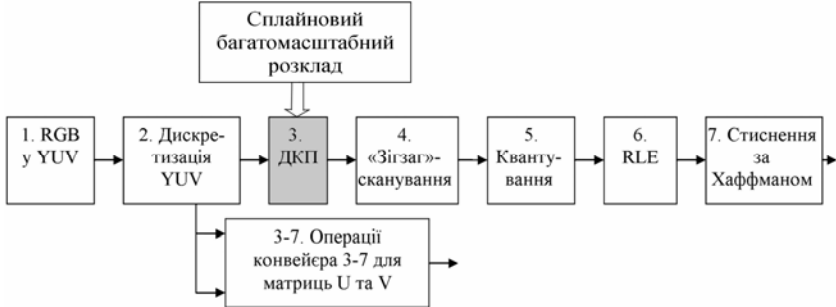 Сплайновий
багатомасштабний
розклад
1. RGB
у YUV
2. Дискре-
тизація
YUV
3.
ДКП
4.
«Зігзаг»-
сканування
5.
Кванту-
вання
6.
RLE
7. Стиснення
за
Хаффманом
3-7. Операції
конвейєра 3-7 для
матриць U та V